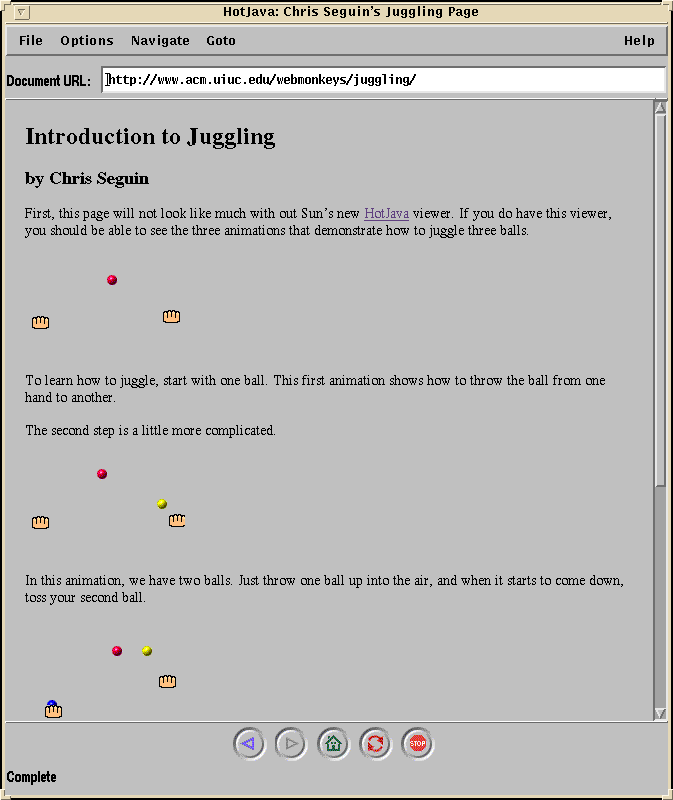 HotJava: Chris Seguin's Juggling Page
File Options Navigate Goto Help
Document URL: http://www.acm.uiuc.edu/webmonkeys/juggling/
Introduction to Juggling
by Chris Seguin
First, this page will not look like much with out Sun's new HotJava viewer. If you do have this viewer,
you should be able to see the three animations that demonstrate how to juggle three balls.
To learn how to juggle, start with one ball. This first animation shows how to throw the ball from one
hand to another.
The second step is a little more complicated.
In this animation, we have two balls. Just throw one ball up into the air, and when it starts to come down,
toss your second ball.
STOP
Complete